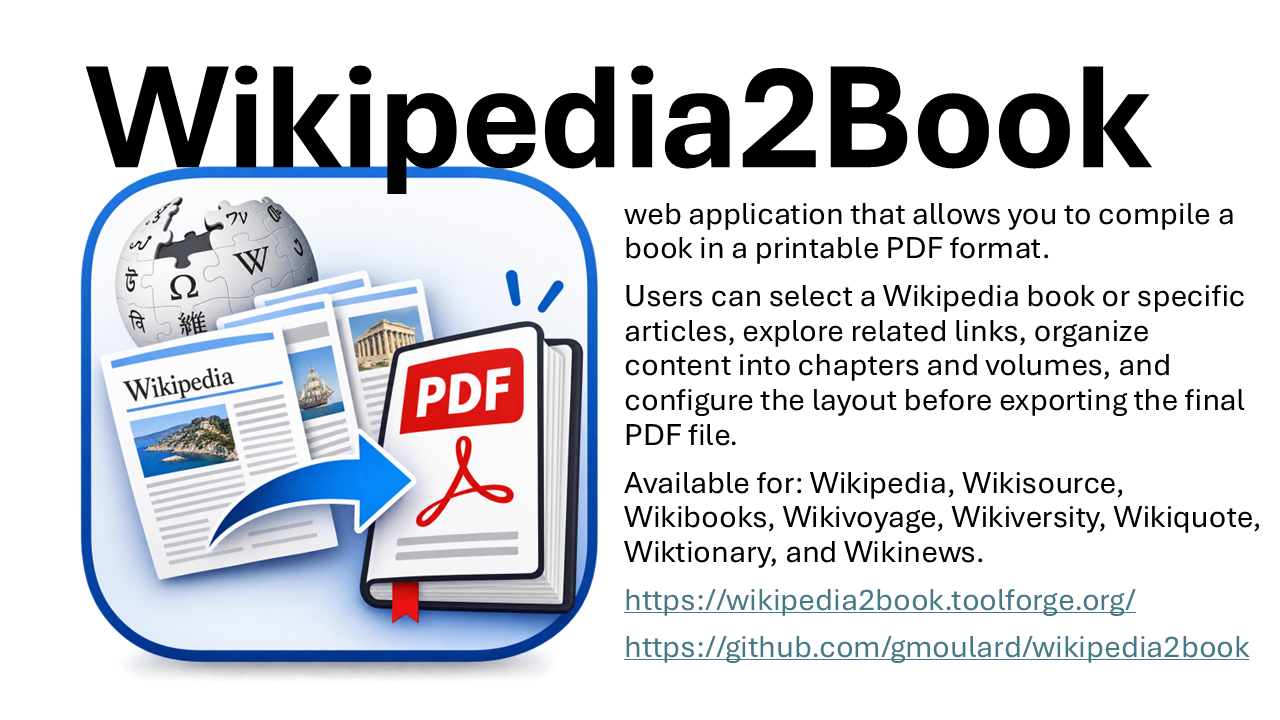 Wikipedia2Book
web application that allows you to compile a
book in a printable PDF format.
Users can select a Wikipedia book or specific
articles, explore related links, organize
content into chapters and volumes, and
configure the layout before exporting the final
PDF file.
Available for: Wikipedia, Wikisource,
Wikibooks, Wikivoyage, Wikiversity, Wikiquote,
Wiktionary, and Wikinews.
https://wikipedia2book.toolforge.org/
https://github.com/gmoulard/wikipedia2book
Ω W
वि 維
Wikipedia
PDF